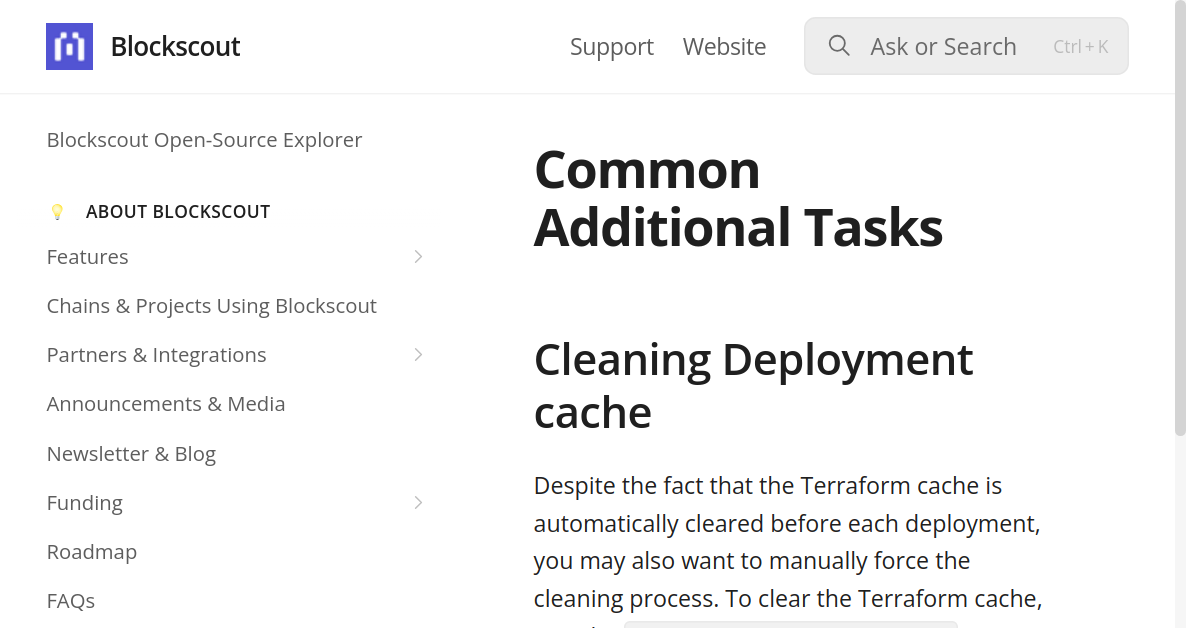 Blockscout
Support
Website
Ask or Search
Ctrl + K
Blockscout Open-Source Explorer
ABOUT BLOCKSCOUT
Features
Chains & Projects Using Blockscout
Partners & Integrations
Announcements & Media
Newsletter & Blog
Funding
Roadmap
FAQs
Common
Additional Tasks
Cleaning Deployment
cache
Despite the fact that the Terraform cache is
automatically cleared before each deployment,
you may also want to manually force the
cleaning process. To clear the Terraform cache,